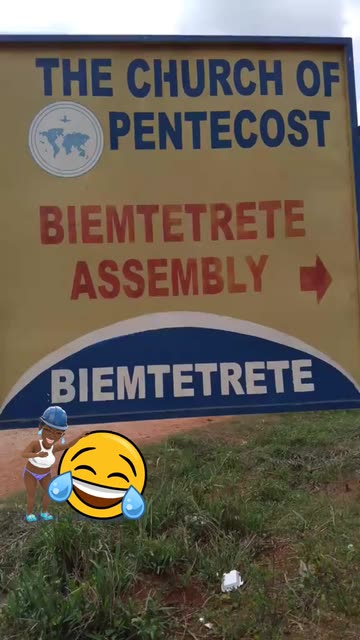 THE CHURCH OF
PENTECOST
BIEMTETRETE
ASSEMBLY
BIEMTETRETE